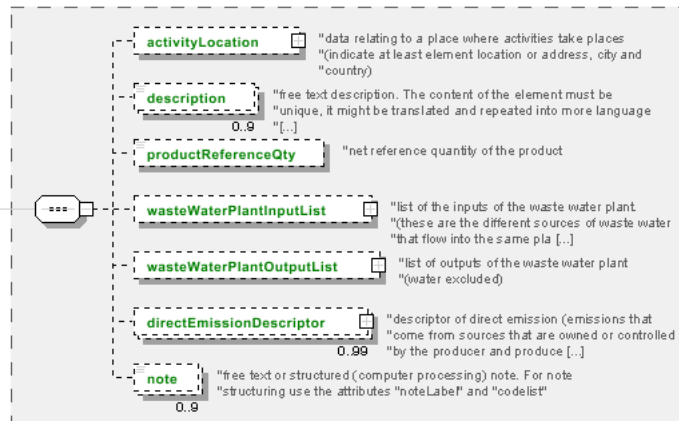 activityLocation
"data relating to a place where activities take places
"(indicate at least element location or address, city and
"country)
description
0..9
"free text description. The content of the element must be
"unique, it might be translated and repeated into more language
"[...]
productReferenceQty
"net reference quantity of the product
wasteWaterPlantInputList
"list of the inputs of the waste water plant.
"(these are the different sources of waste water
"that flow into the same pla [...]
wasteWaterPlantOutputList
"list of outputs of the waste water plant
"(water excluded)
directEmissionDescriptor
0..99
"descriptor of direct emission (emissions that
"come from sources that are owned or controlled
"by the producer and produce [...]
note
0..9
"free text or structured (computer processing) note. For note
"structuring use the attributes "noteLabel" and "codelist"